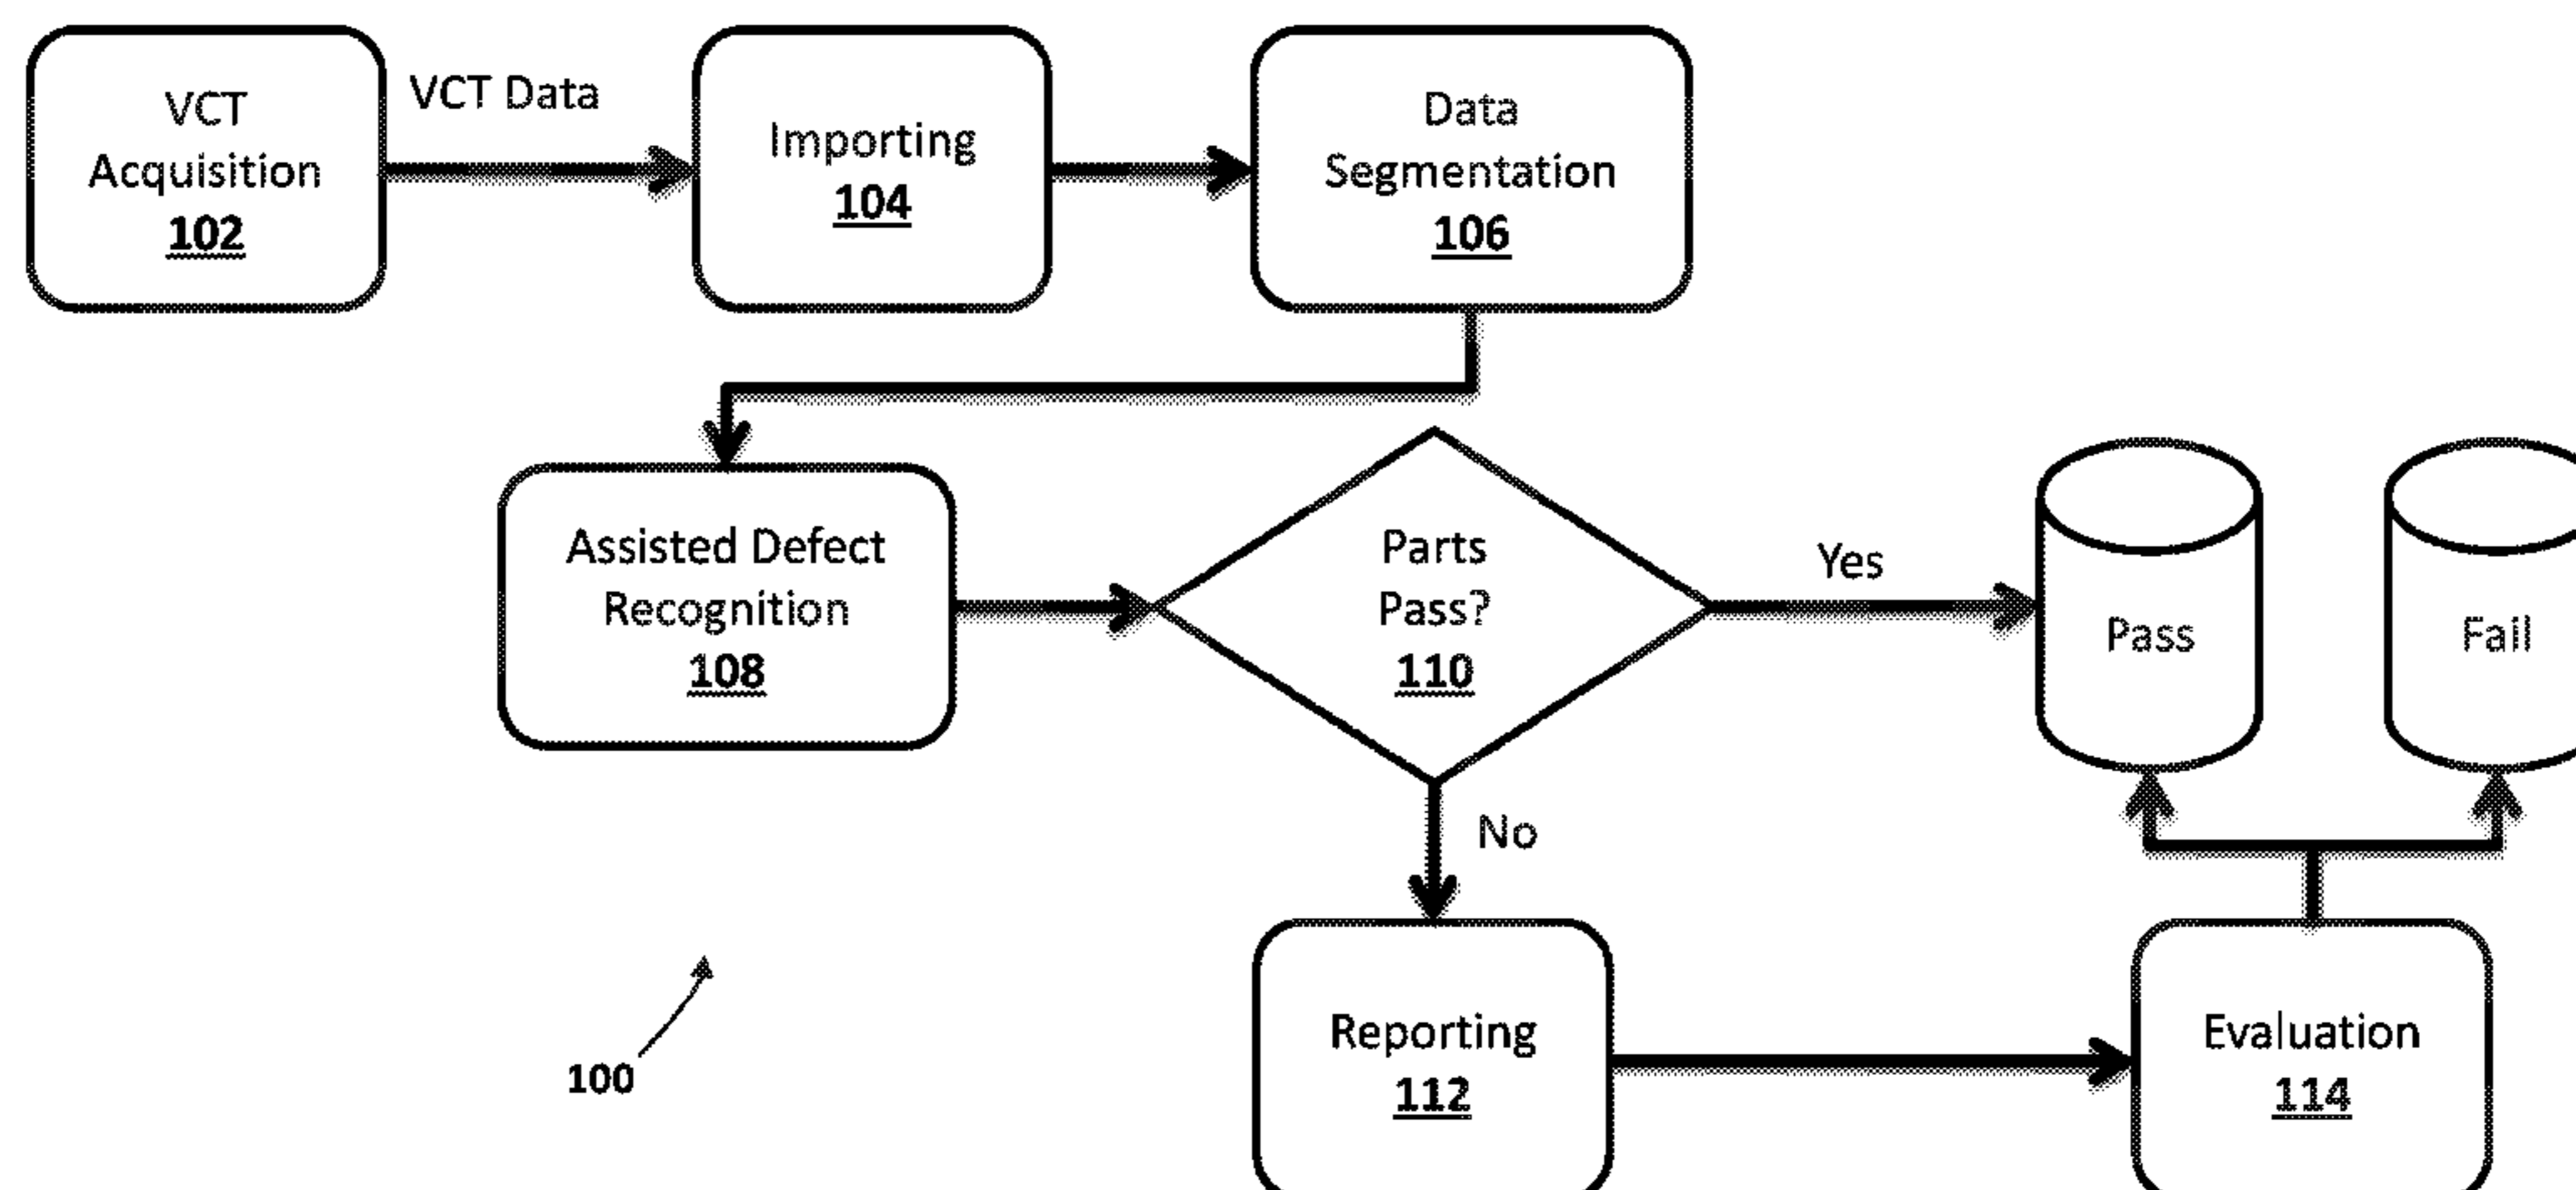 VCT
Acquisition
102
VCT Data
Importing
104
Data
Segmentation
106
Assisted Defect
Recognition
108
Parts
Pass?
110
Yes
Pass
Fail
No
Reporting
112
Evaluation
114
100